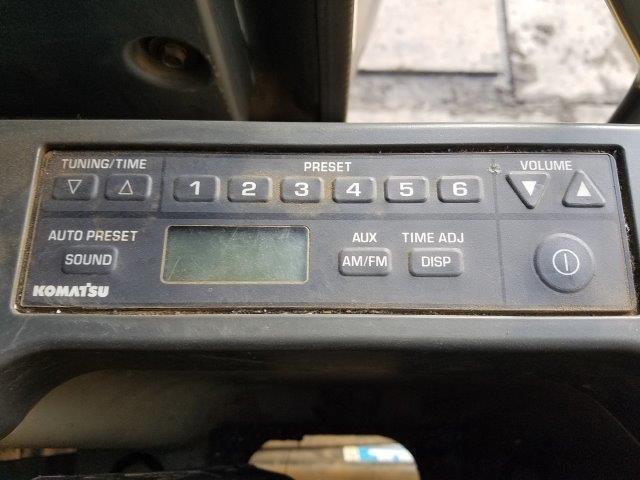 TUNING/TIME
PRESET
VOLUME
1 2 3 4 5 6
AUTO PRESET
SOUND
AUX
AM/FM
TIME ADJ
DISP
KOMATSU